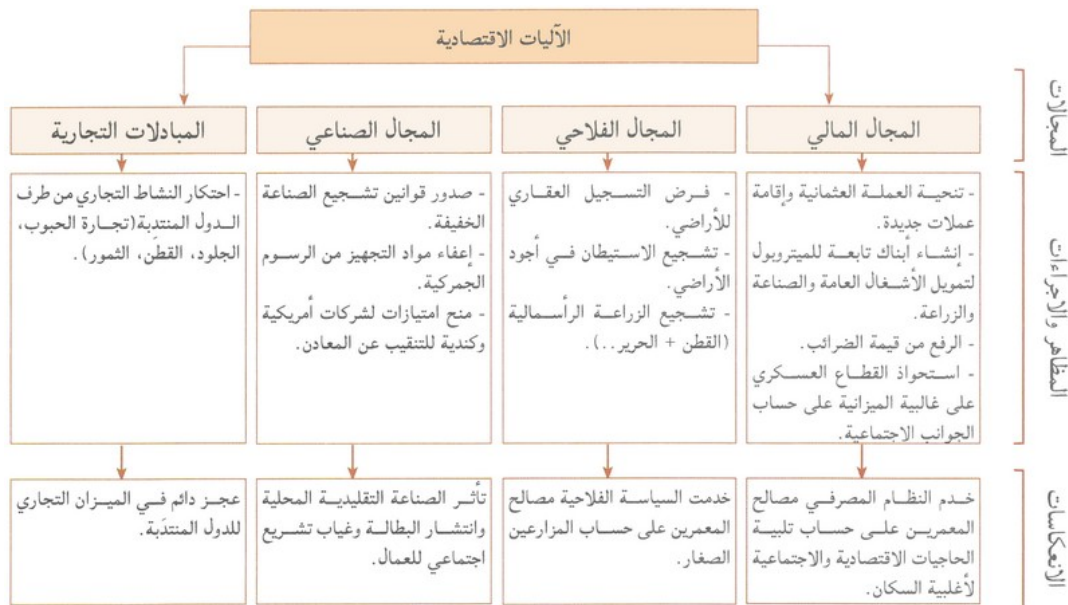 الآليات الاقتصادية
المجالات
المجال المالي
المجال الفلاحي
المجال الصناعي
المبادلات التجارية
المظاهر والاجراءات
- تنحية العملة العثمانية وإقامة
عملات جديدة.
- إنشاء أبناك تابعة للميتروبول
لتمويل الأشغال العامة والصناعة
والزراعة.
- الرفع من قيمة الضرائب.
- استحواذ القطاع العسكري
على غالبية الميزانية على حساب
الجوانب الاجتماعية.
- فرض التسجيل العقاري
للأراضي.
- تشجيع الاستيطان في أجود
الأراضي.
- تشجيع الزراعة الرأسمالية
(القطن + الحرير..).
- صدور قوانين تشجيع الصناعة
الخفيفة.
- إعفاء مواد التجهيز من الرسوم
الجمركية.
- منح امتيازات لشركات أمريكية
وكندية للتنقيب عن المعادن.
- احتكار النشاط التجاري من طرف
الدول المنتدِبة(تجارة الحبوب،
الجلود، القطن، الثمور).
الانعكاسات
خدم النظام المصرفي مصالح
المعمرين على حساب تلبية
الحاجيات الاقتصادية والاجتماعية
لأغلبية السكان.
خدمت السياسة الفلاحية مصالح
المعمرين على حساب المزارعين
الصغار.
تأثر الصناعة التقليدية المحلية
وانتشار البطالة وغياب تشريع
اجتماعي للعمال.
عجز دائم في الميزان التجاري
للدول المنتدَبة.